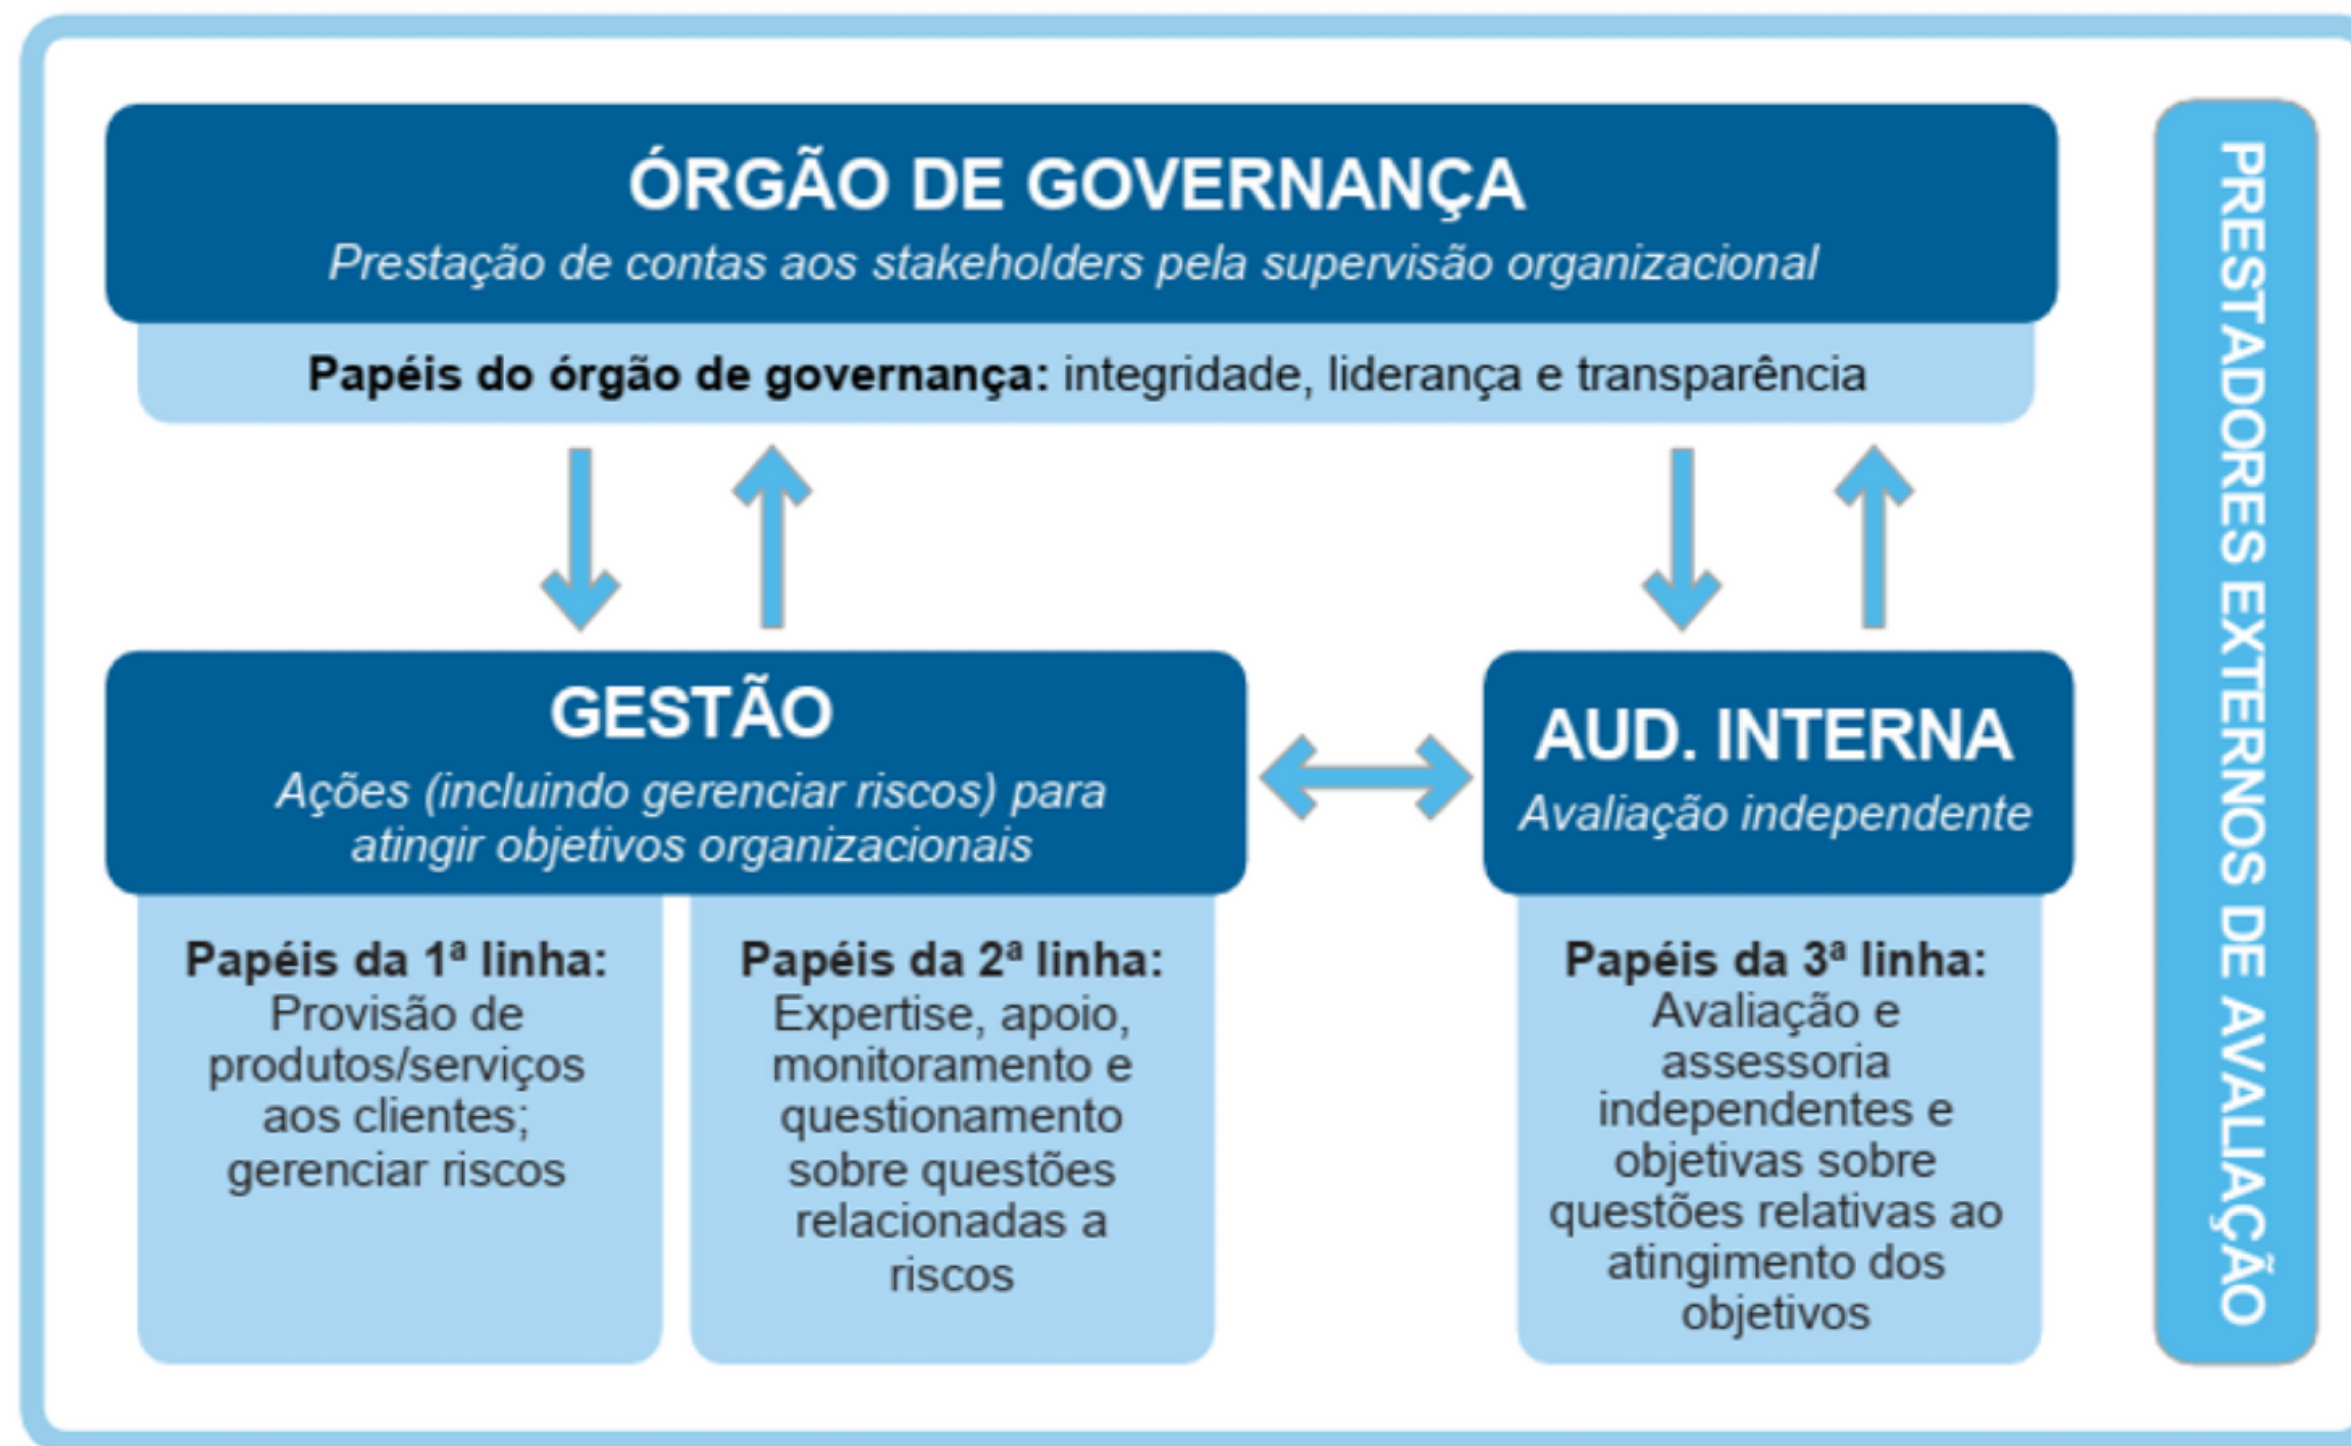 ÓRGÃO DE GOVERNANÇA
Prestação de contas aos stakeholders pela supervisão organizacional
Papéis do órgão de governança: integridade, liderança e transparência
GESTÃO
Ações (incluindo gerenciar riscos) para
atingir objetivos organizacionais
Papéis da 1ª linha:
Provisão de
produtos/serviços
aos clientes;
gerenciar riscos
Papéis da 2ª linha:
Expertise, apoio,
monitoramento e
questionamento
sobre questões
relacionadas a
riscos
AUD. INTERNA
Avaliação independente
Papéis da 3ª linha:
Avaliação e
assessoria
independentes e
objetivas sobre
questões relativas ao
atingimento dos
objetivos
PRESTADORES EXTERNOS DE AVALIAÇÃO